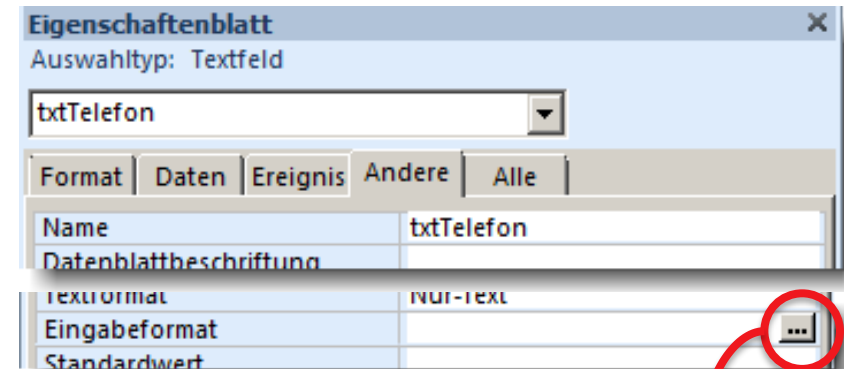 Eigenschaftenblatt
Auswahltyp: Textfeld
txtTelefon
Format Daten Ereignis Andere Alle
Name txtTelefon
Datenblattbeschriftung
Textformat Nur-Text
Eingabeformat ...
Standardwert